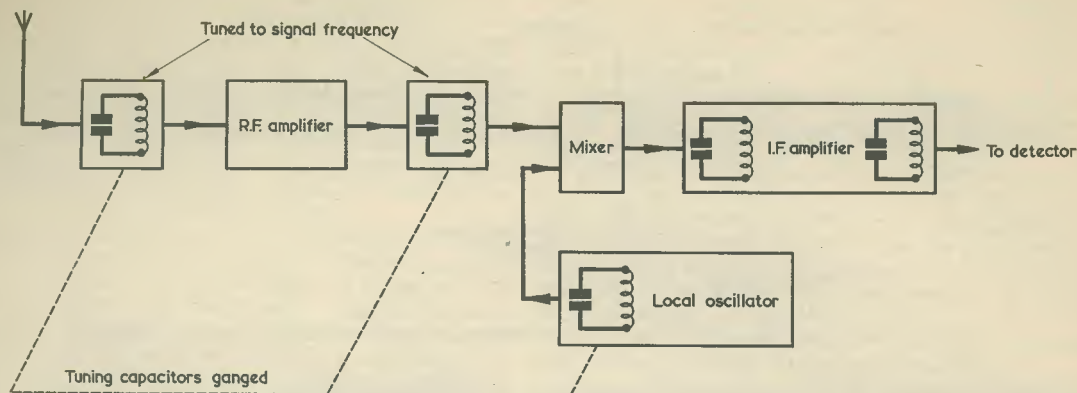 Tuned to signal frequency
R.F. amplifier
Mixer
I.F. amplifier
To detector
Local oscillator
Tuning capacitors ganged